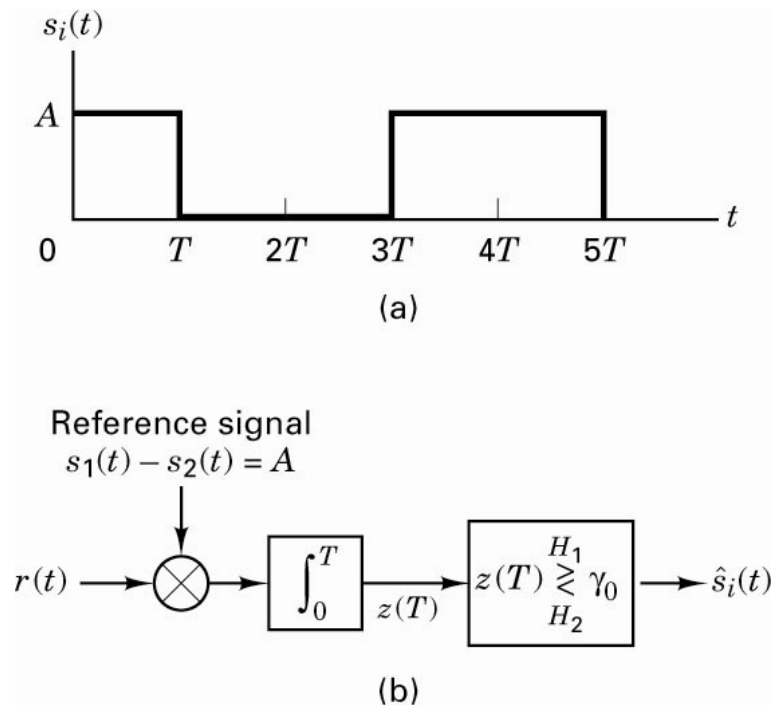 s_i(t)
A
0 T 2T 3T 4T 5T t
(a)
Reference signal
s_1(t) – s_2(t) = A
r(t) ∫_0^T z(T) z(T) ≷ γ_0 ŝ_i(t)
H_1
H_2
(b)